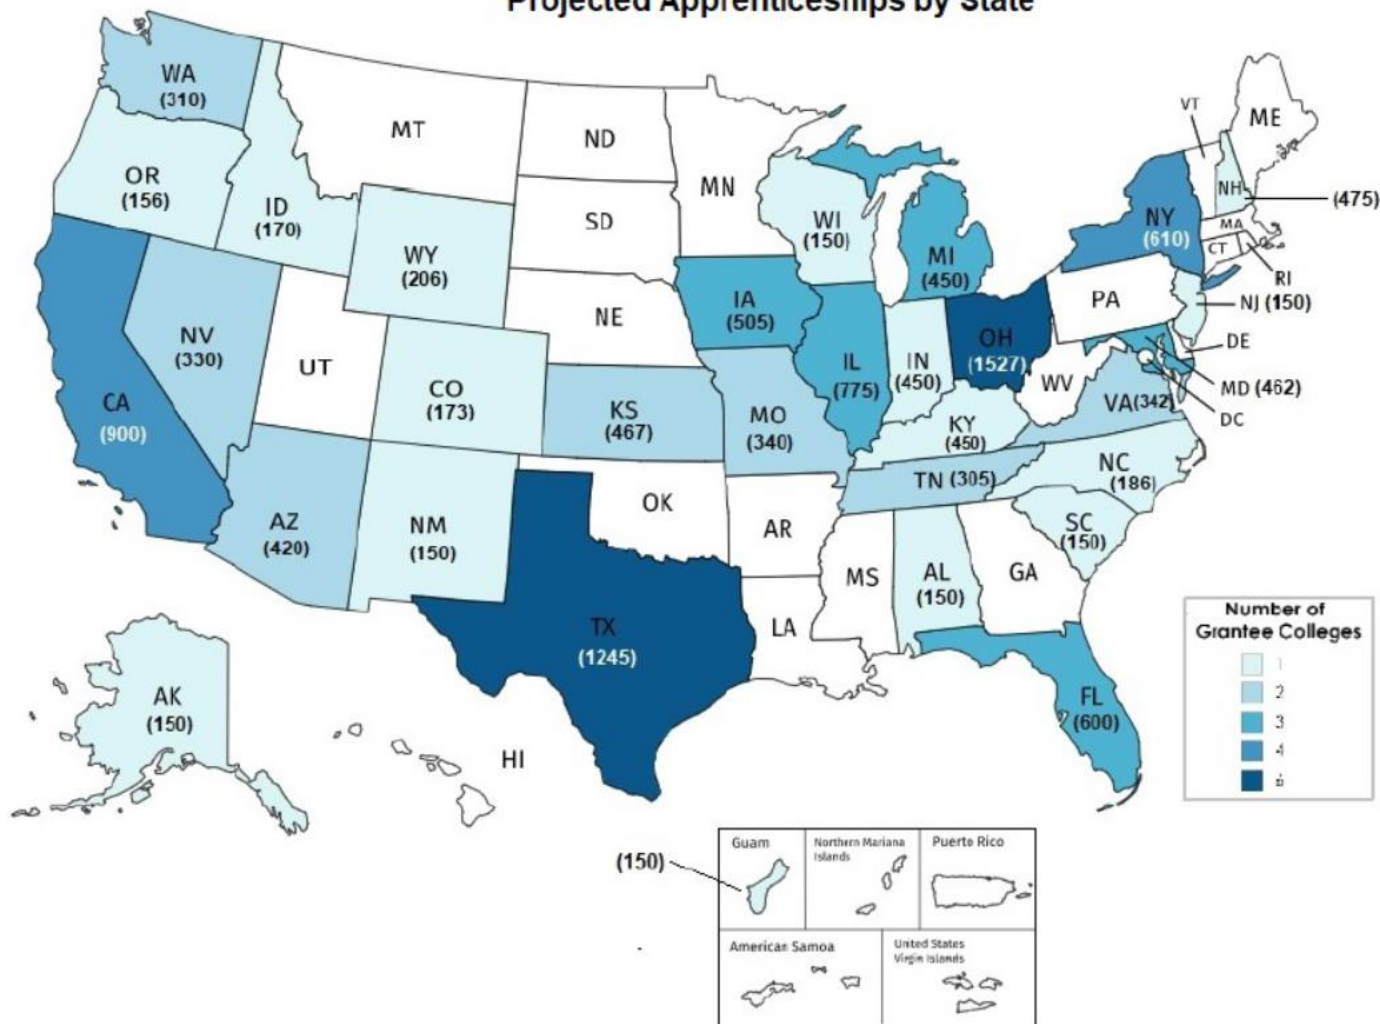 Projected Apprenticeships by State
WA
(310)
MT
ND
MN
VT
ME
OR
(156)
ID
(170)
WY
(206)
SD
WI
(150)
MI
(450)
NY
(610)
NH
(475)
MA
CT
RI
NJ (150)
NV
(330)
UT
CO
(173)
NE
IA
(505)
IL
(775)
IN
(450)
OH
(1527)
PA
DE
MD (462)
DC
WV
VA(342)
CA
(900)
KS
(467)
MO
(340)
KY
(450)
TN (305)
NC
(186)
SC
(150)
AZ
(420)
NM
(150)
OK
AR
MS
AL
(150)
GA
TX
(1245)
LA
FL
(600)
AK
(150)
HI
Number of
Grantee Colleges
1
2
3
4
(150)
Guam
Northern Mariana
Islands
Puerto Rico
American Samoa
United States
Virgin Islands